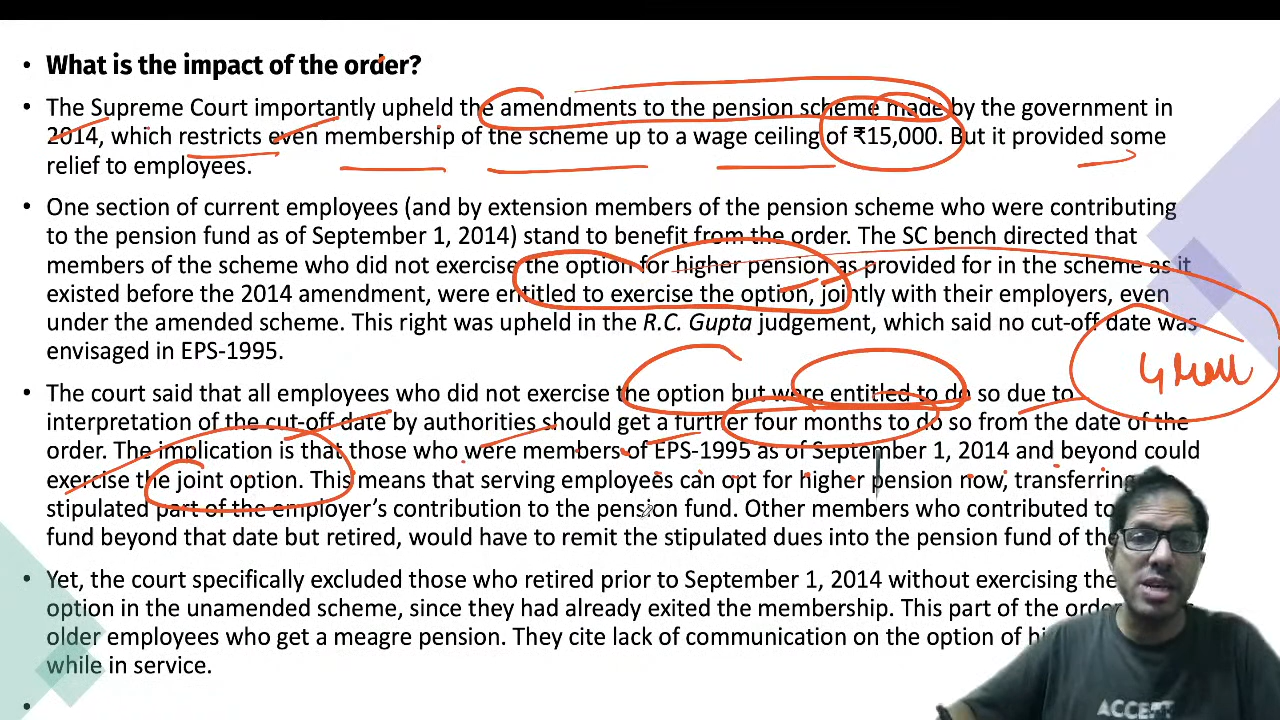 What is the impact of the order?
The Supreme Court importantly upheld the amendments to the pension scheme made by the government in
2014, which restricts even membership of the scheme up to a wage ceiling of ₹15,000. But it provided some
relief to employees.
One section of current employees (and by extension members of the pension scheme who were contributing
to the pension fund as of September 1, 2014) stand to benefit from the order. The SC bench directed that
members of the scheme who did not exercise the option for higher pension as provided for in the scheme as it
existed before the 2014 amendment, were entitled to exercise the option, jointly with their employers, even
under the amended scheme. This right was upheld in the R.C. Gupta judgement, which said no cut-off date was
envisaged in EPS-1995.
The court said that all employees who did not exercise the option but were entitled to do so due to
interpretation of the cut-off date by authorities should get a further four months to do so from the date of the
order. The implication is that those who were members of EPS-1995 as of September 1, 2014 and beyond could
exercise the joint option. This means that serving employees can opt for higher pension now, transferring
stipulated part of the employer's contribution to the pension fund. Other members who contributed to
fund beyond that date but retired, would have to remit the stipulated dues into the pension fund of the
Yet, the court specifically excluded those who retired prior to September 1, 2014 without exercising the
option in the unamended scheme, since they had already exited the membership. This part of the order
older employees who get a meagre pension. They cite lack of communication on the option of
while in service.
ACCEPT